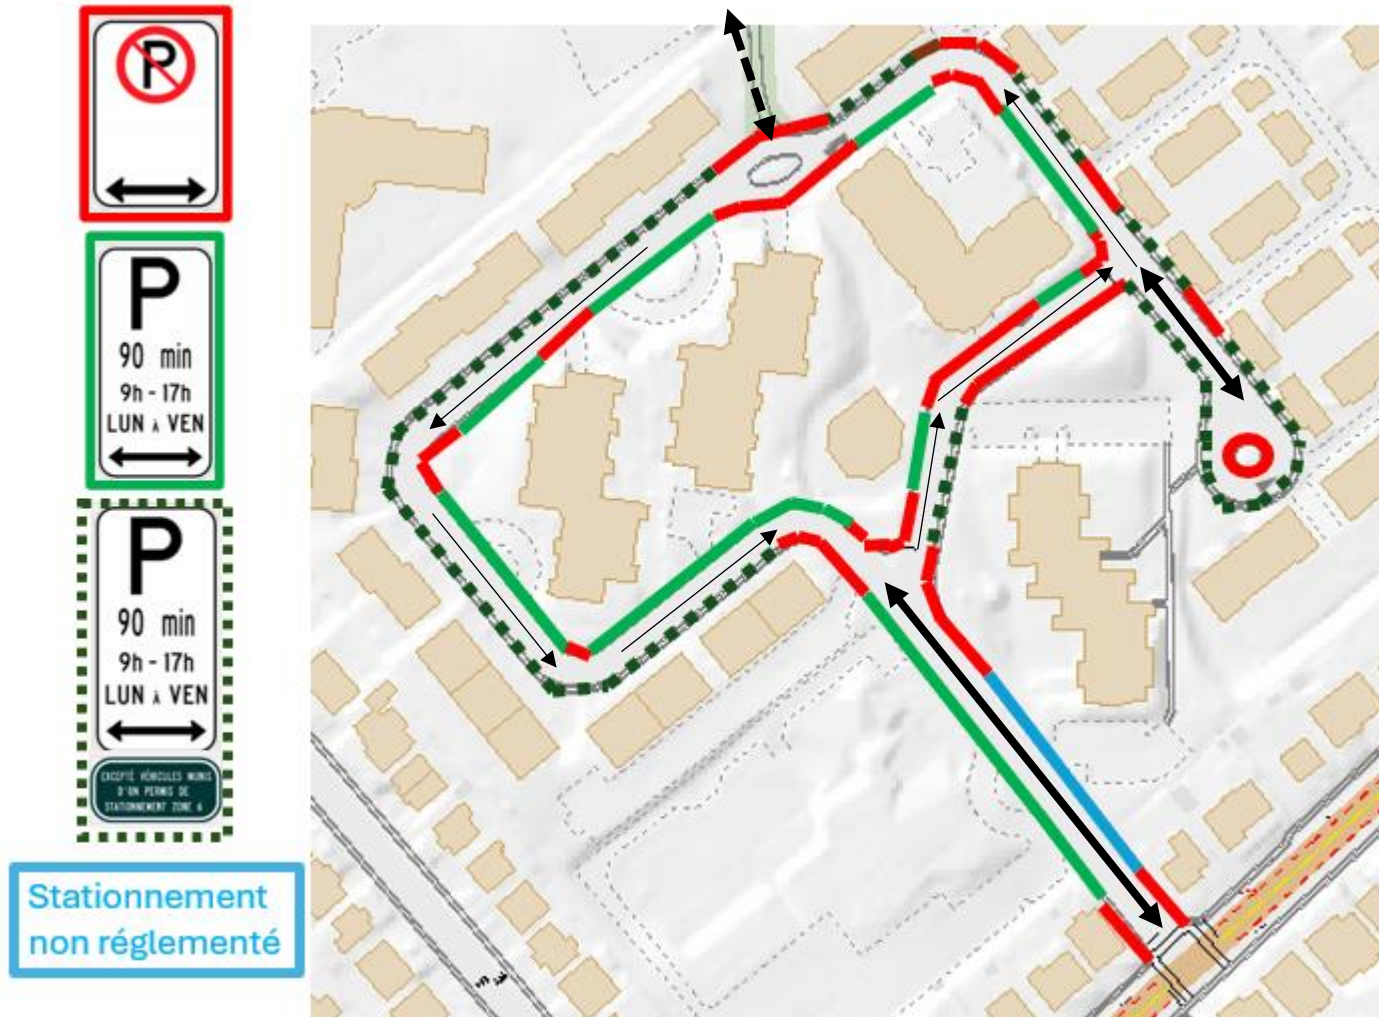 P
P
90 min
9h - 17h
LUN À VEN
P
90 min
9h - 17h
LUN À VEN
EXCEPTÉ VÉHICULES MUNIS
D'UN PERMIS DE
STATIONNEMENT ZONE 6
Stationnement
non réglementé